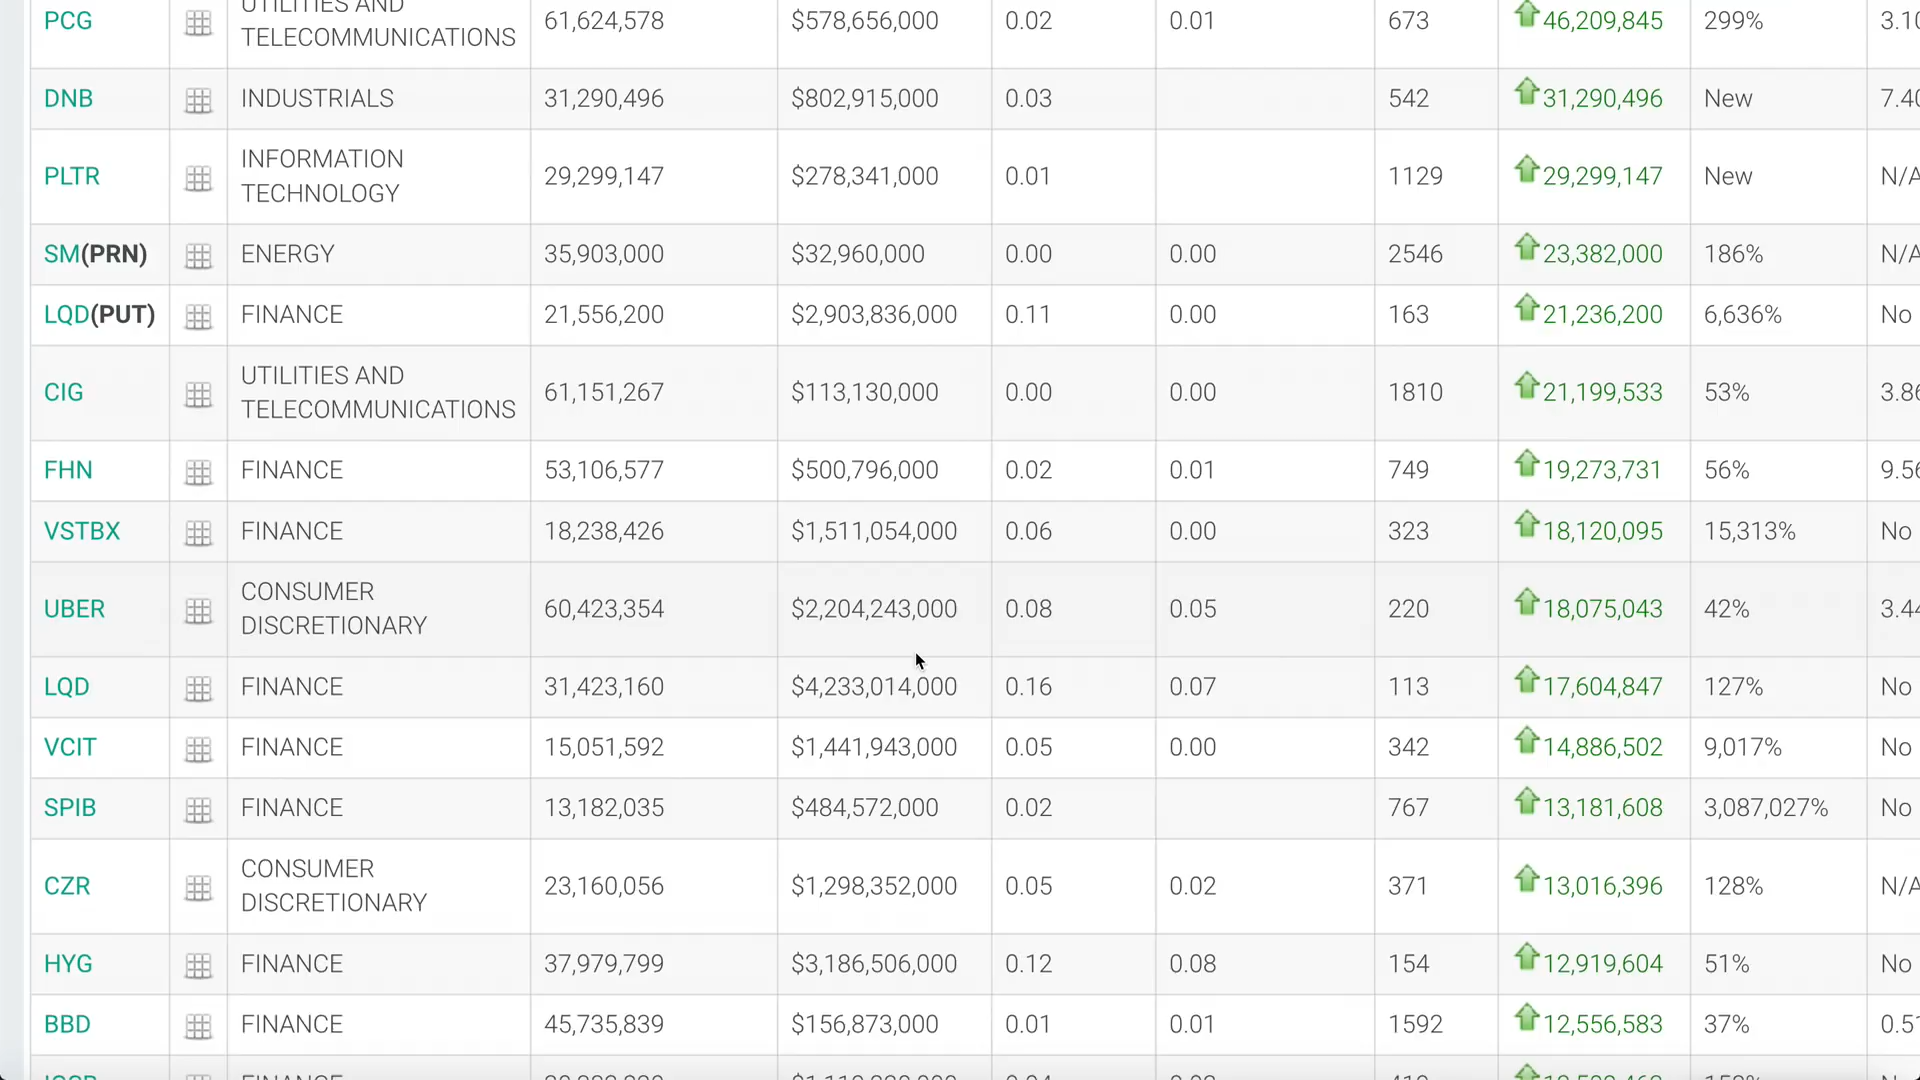 PCG UTILITIES AND TELECOMMUNICATIONS 61,624,578 $578,656,000 0.02 0.01 673 46,209,845 299% 3.10
DNB INDUSTRIALS 31,290,496 $802,915,000 0.03 542 31,290,496 New 7.40
PLTR INFORMATION TECHNOLOGY 29,299,147 $278,341,000 0.01 1129 29,299,147 New N/A
SM(PRN) ENERGY 35,903,000 $32,960,000 0.00 0.00 2546 23,382,000 186% N/A
LQD(PUT) FINANCE 21,556,200 $2,903,836,000 0.11 0.00 163 21,236,200 6,636% No
CIG UTILITIES AND TELECOMMUNICATIONS 61,151,267 $113,130,000 0.00 0.00 1810 21,199,533 53% 3.86
FHN FINANCE 53,106,577 $500,796,000 0.02 0.01 749 19,273,731 56% 9.56
VSTBX FINANCE 18,238,426 $1,511,054,000 0.06 0.00 323 18,120,095 15,313% No
UBER CONSUMER DISCRETIONARY 60,423,354 $2,204,243,000 0.08 0.05 220 18,075,043 42% 3.44
LQD FINANCE 31,423,160 $4,233,014,000 0.16 0.07 113 17,604,847 127% No
VCIT FINANCE 15,051,592 $1,441,943,000 0.05 0.00 342 14,886,502 9,017% No
SPIB FINANCE 13,182,035 $484,572,000 0.02 767 13,181,608 3,087,027% No
CZR CONSUMER DISCRETIONARY 23,160,056 $1,298,352,000 0.05 0.02 371 13,016,396 128% N/A
HYG FINANCE 37,979,799 $3,186,506,000 0.12 0.08 154 12,919,604 51% No
BBD FINANCE 45,735,839 $156,873,000 0.01 0.01 1592 12,556,583 37% 0.51
FINANCE